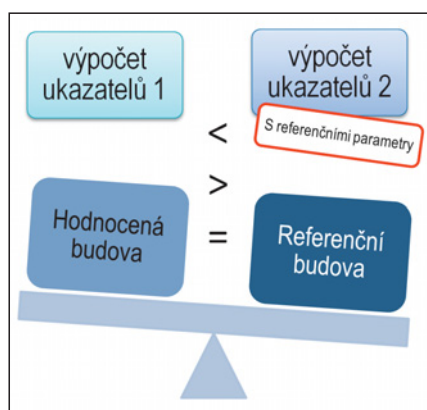 výpočet
ukazatelů 1
výpočet
ukazatelů 2
S referenčními parametry
<
>
=
Hodnocená
budova
Referenční
budova